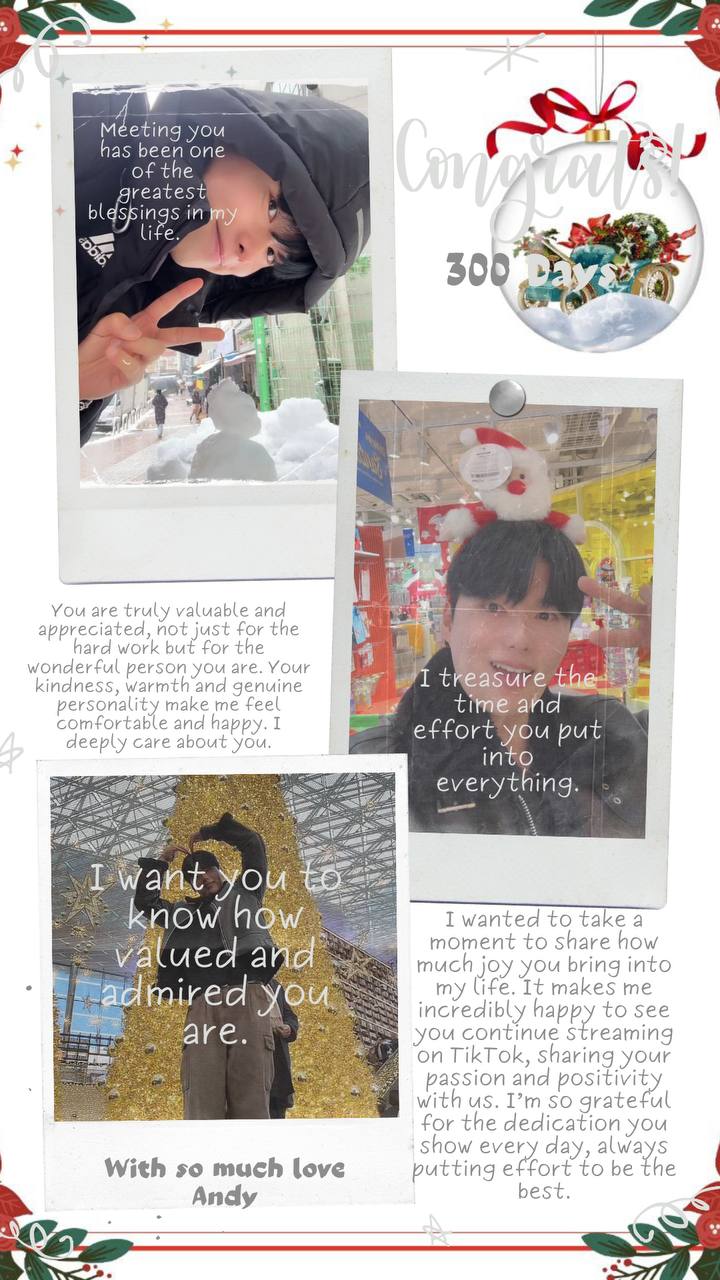 Meeting you
has been one
of the
greatest
blessings in my
life.
adidas
Congrats!
300 Days
I treasure the
time and
effort you put
into
everything.
You are truly valuable and
appreciated, not just for the
hard work but for the
wonderful person you are. Your
kindness, warmth and genuine
personality make me feel
comfortable and happy. I
deeply care about you.
I want you to
know how
valued and
admired you
are.
With so much love
Andy
I wanted to take a
moment to share how
much joy you bring into
my life. It makes me
incredibly happy to see
you continue streaming
on TikTok, sharing your
passion and positivity
with us. I’m so grateful
for the dedication you
show every day, always
putting effort to be the
best.